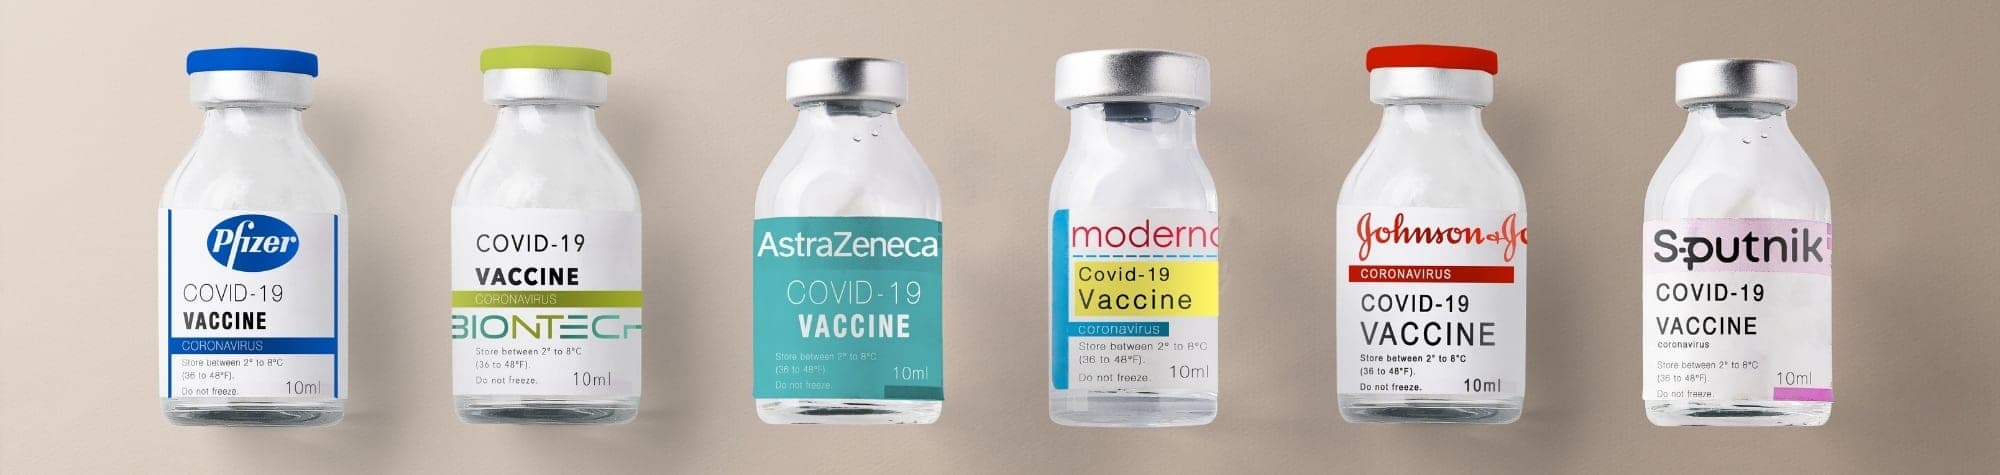 Pfizer
COVID-19
VACCINE
CORONAVIRUS
Store between 2° to 8°C
(36 to 48°F).
Do not freeze.
10ml
COVID-19
VACCINE
CORONAVIRUS
BIONTECH
Store between 2° to 8°C
(36 to 48°F).
Do not freeze.
10ml
AstraZeneca
COVID-19
VACCINE
Store between 2° to 8°C
(36 to 48°F).
Do not freeze.
10ml
moderna
Covid-19
Vaccine
coronavirus
Store between 2° to 8°C
(36 to 48°F).
Do not freeze.
10ml
Johnson & Jo
CORONAVIRUS
COVID-19
VACCINE
Store between 2° to 8°C
(36 to 48°F).
Do not freeze.
10ml
Sputnik
COVID-19
VACCINE
coronavirus
Store between 2° to 8°C
(36 to 48°F).
Do not freeze.
10ml